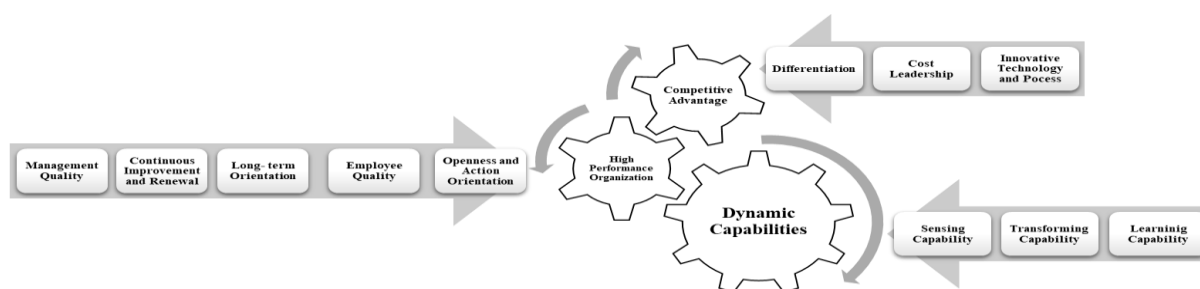 Differentiation
Cost
Leadership
Innovative
Technology
and Pocess
Competitive
Advantage
Management
Quality
Continuous
Improvement
and Renewal
Long- term
Orientation
Employee
Quality
Openness and
Action
Orientation
High
Performance
Organization
Dynamic
Capabilities
Sensing
Capability
Transforming
Capability
Learninig
Capability